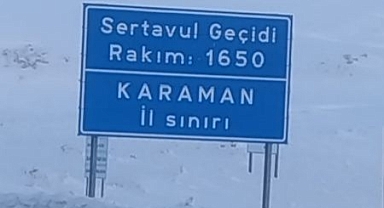 Sertavul Geçidi
Rakım: 1650
KARAMAN
İl sınırı